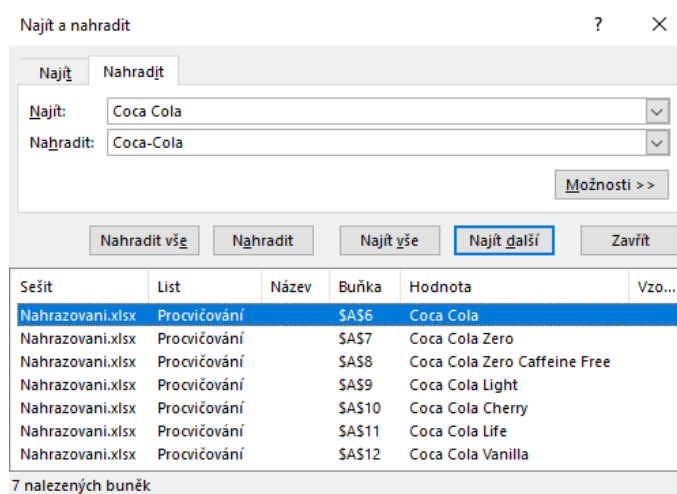 Najít a nahradit ? ×
Najít Nahradit
Najít: Coca Cola
Nahradit: Coca-Cola
Možnosti >>
Nahradit vše Nahradit Najít vše Najít další Zavřít
Sešit List Název Buňka Hodnota Vzo...
Nahrazovani.xlsx Procvičování $A$6 Coca Cola
Nahrazovani.xlsx Procvičování $A$7 Coca Cola Zero
Nahrazovani.xlsx Procvičování $A$8 Coca Cola Zero Caffeine Free
Nahrazovani.xlsx Procvičování $A$9 Coca Cola Light
Nahrazovani.xlsx Procvičování $A$10 Coca Cola Cherry
Nahrazovani.xlsx Procvičování $A$11 Coca Cola Life
Nahrazovani.xlsx Procvičování $A$12 Coca Cola Vanilla
7 nalezených buněk